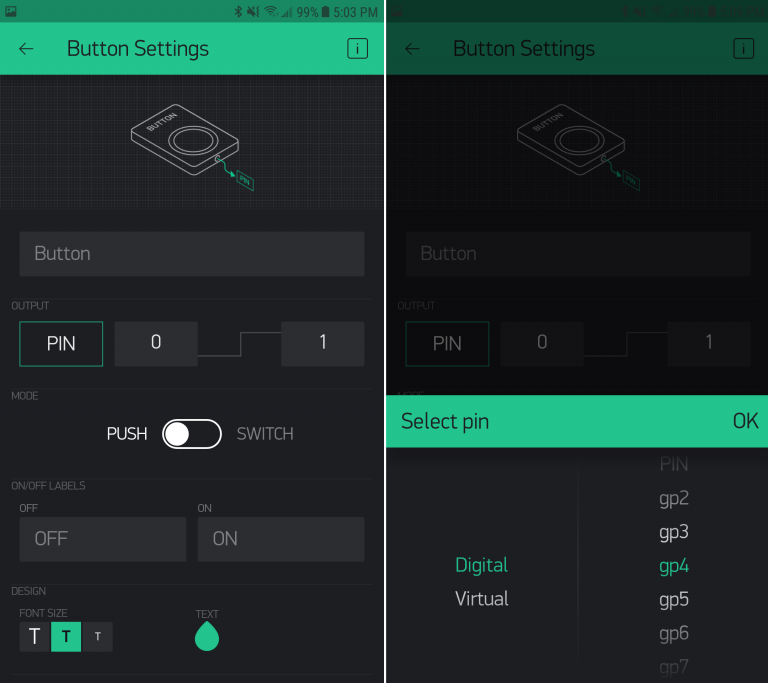 99% 5:03 PM
← Button Settings i
BUTTON
PIN
Button
OUTPUT
PIN 0 1
MODE
PUSH SWITCH
ON/OFF LABELS
OFF ON
OFF ON
DESIGN
FONT SIZE TEXT
T T T
← Button Settings i
BUTTON
PIN
Button
OUTPUT
PIN 0 1
Select pin OK
PIN
gp2
gp3
Digital gp4
Virtual gp5
gp6
gp7